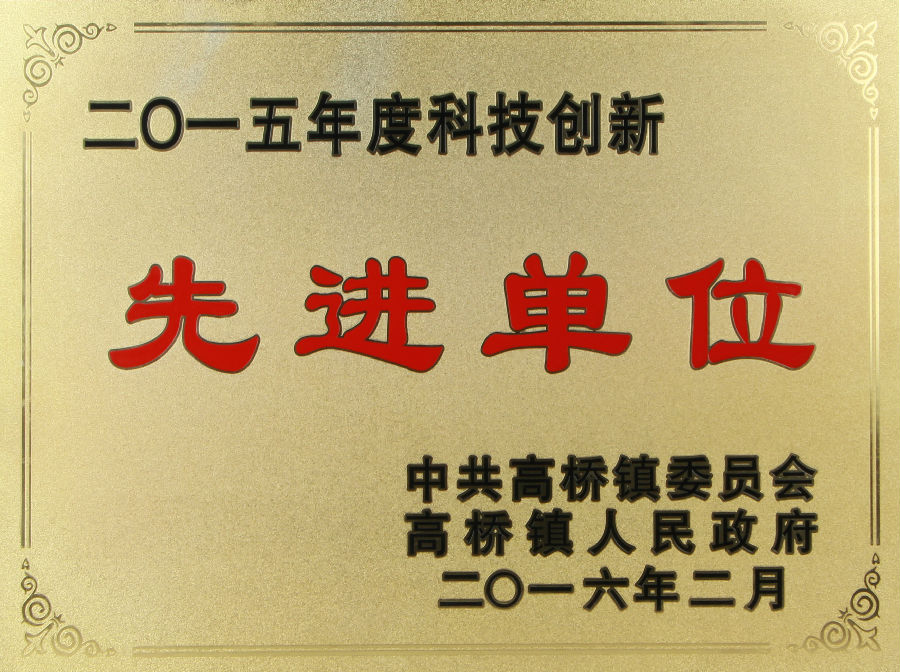 二〇一五年度科技创新
先进单位
中共高桥镇委员会
高桥镇人民政府
二〇一六年二月